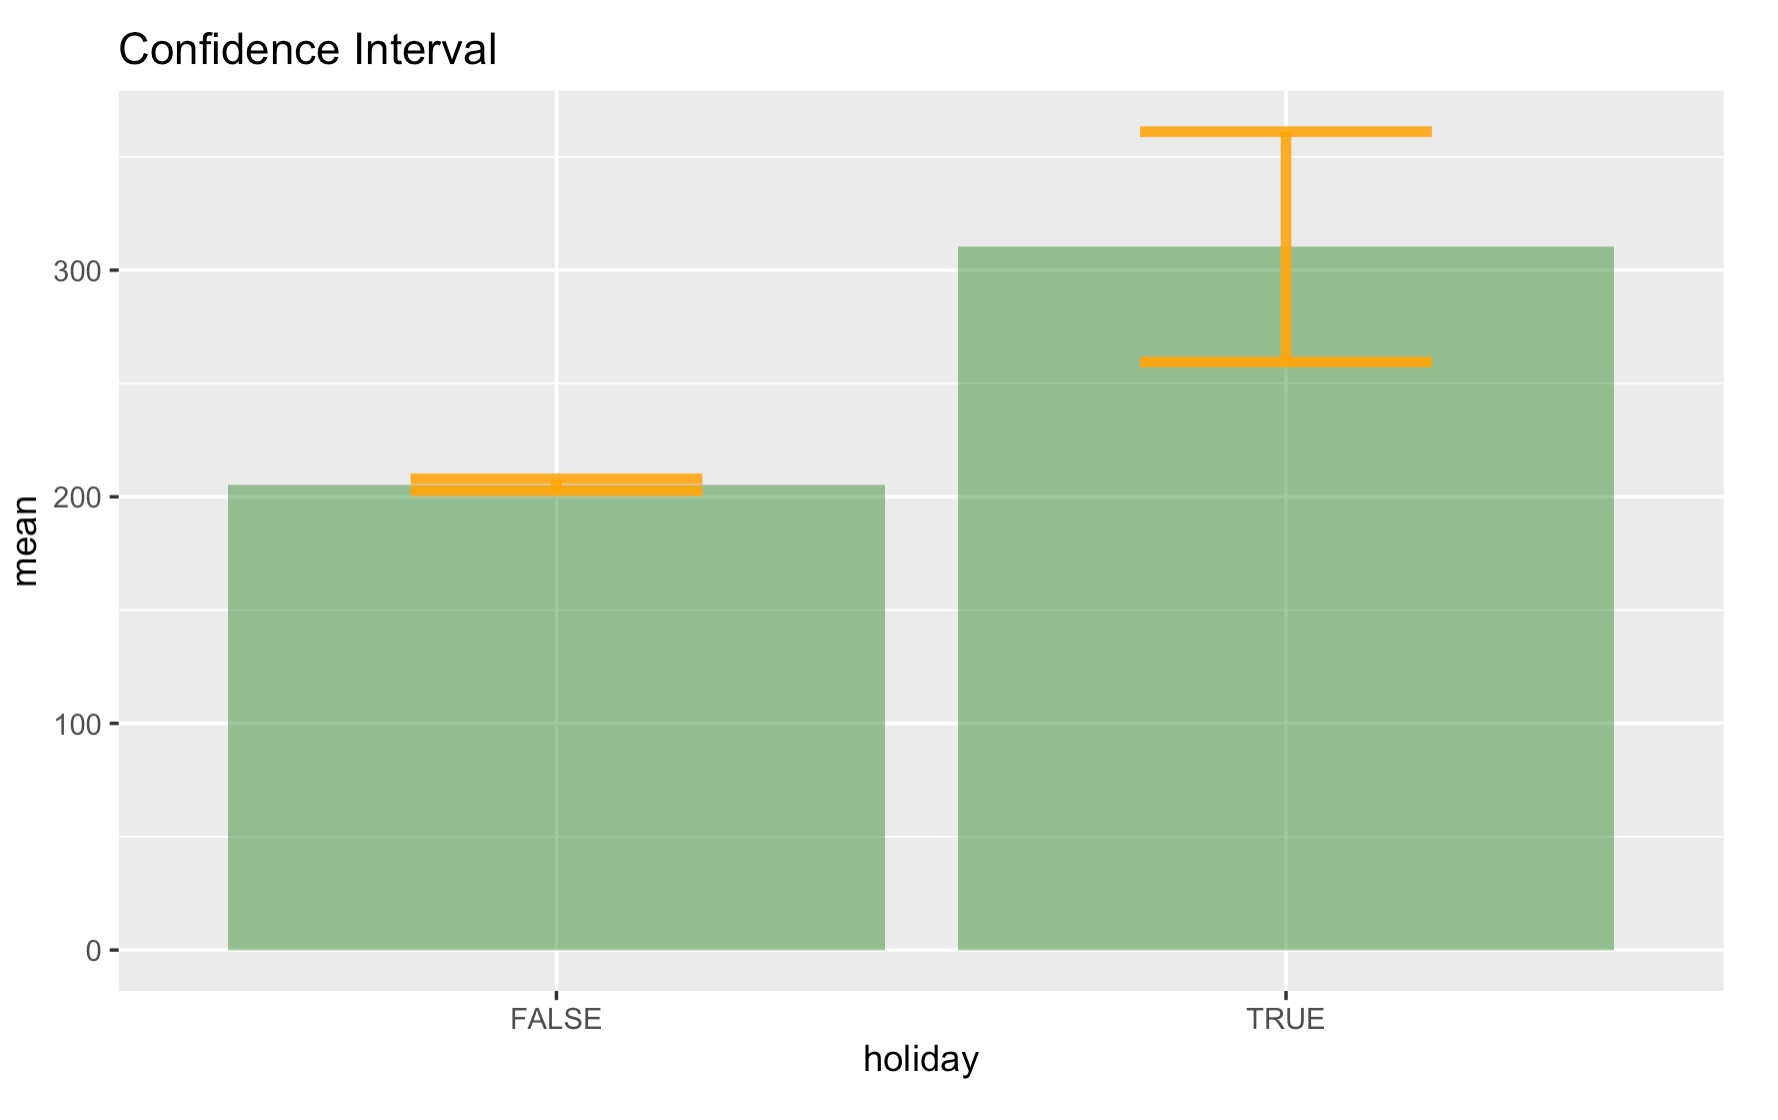 Confidence Interval
mean
300
200
100
0
FALSE
TRUE
holiday